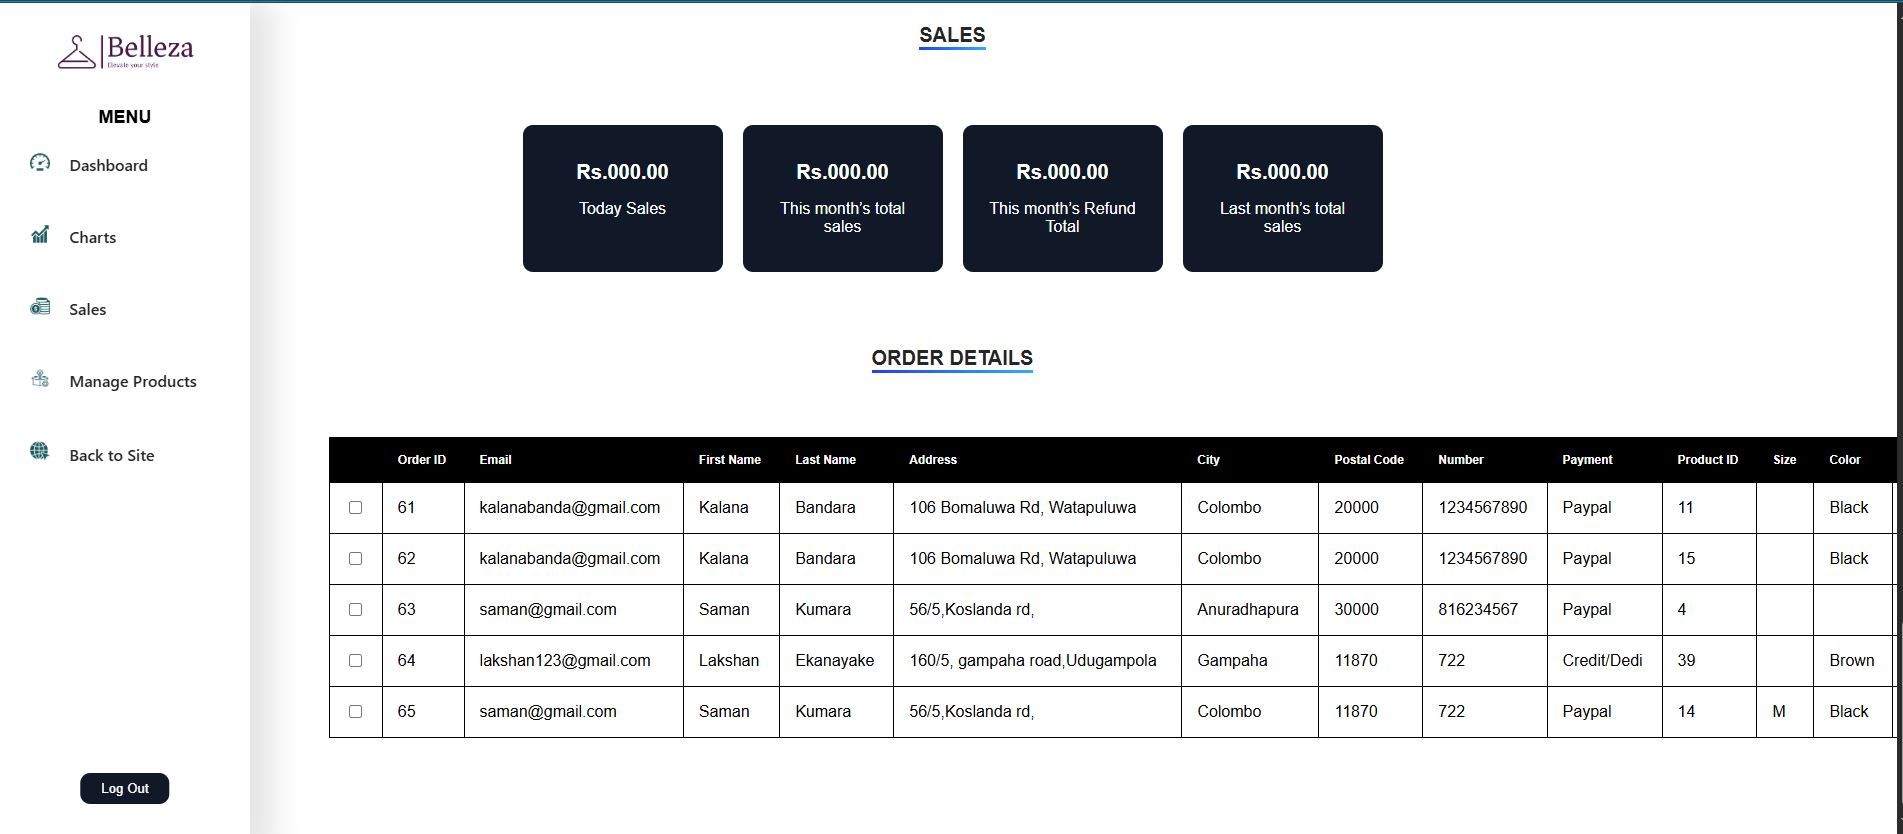 Belleza
Elevate your style
MENU
Dashboard
Charts
Sales
Manage Products
Back to Site
Log Out
SALES
Rs.000.00
Today Sales
Rs.000.00
This month’s total
sales
Rs.000.00
This month’s Refund
Total
Rs.000.00
Last month’s total
sales
ORDER DETAILS
Order ID Email First Name Last Name Address City Postal Code Number Payment Product ID Size Color
61 kalanabanda@gmail.com Kalana Bandara 106 Bomaluwa Rd, Watapuluwa Colombo 20000 1234567890 Paypal 11 Black
62 kalanabanda@gmail.com Kalana Bandara 106 Bomaluwa Rd, Watapuluwa Colombo 20000 1234567890 Paypal 15 Black
63 saman@gmail.com Saman Kumara 56/5,Koslanda rd, Anuradhapura 30000 816234567 Paypal 4
64 lakshan123@gmail.com Lakshan Ekanayake 160/5, gampaha road,Udugampola Gampaha 11870 722 Credit/Dedi 39 Brown
65 saman@gmail.com Saman Kumara 56/5,Koslanda rd, Colombo 11870 722 Paypal 14 M Black